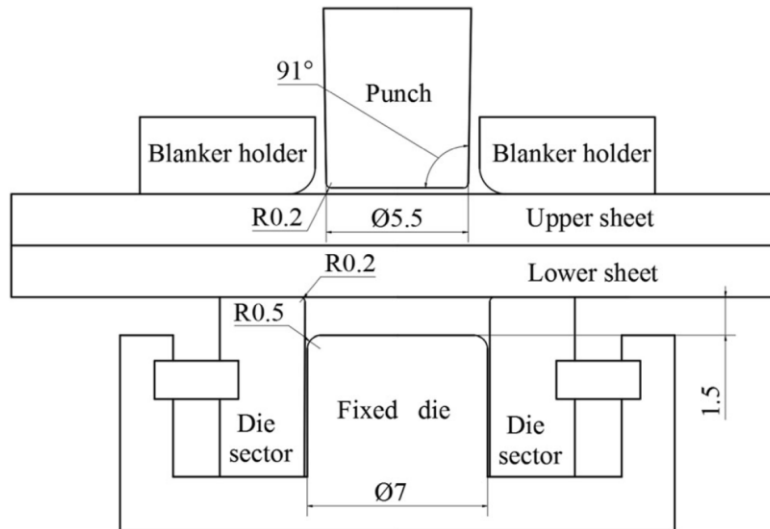 91°
Punch
Blanker holder
Blanker holder
R0.2
Ø5.5
Upper sheet
R0.2
Lower sheet
R0.5
1.5
Fixed die
Die
sector
Die
sector
Ø7